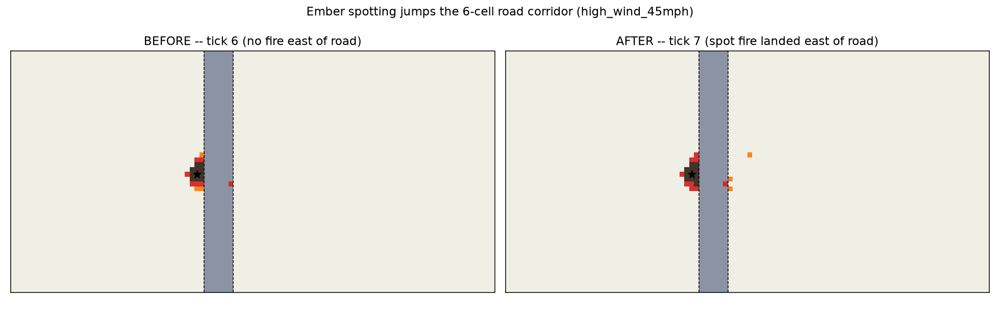 Ember spotting jumps the 6-cell road corridor (high_wind_45mph)
BEFORE -- tick 6 (no fire east of road)
AFTER -- tick 7 (spot fire landed east of road)